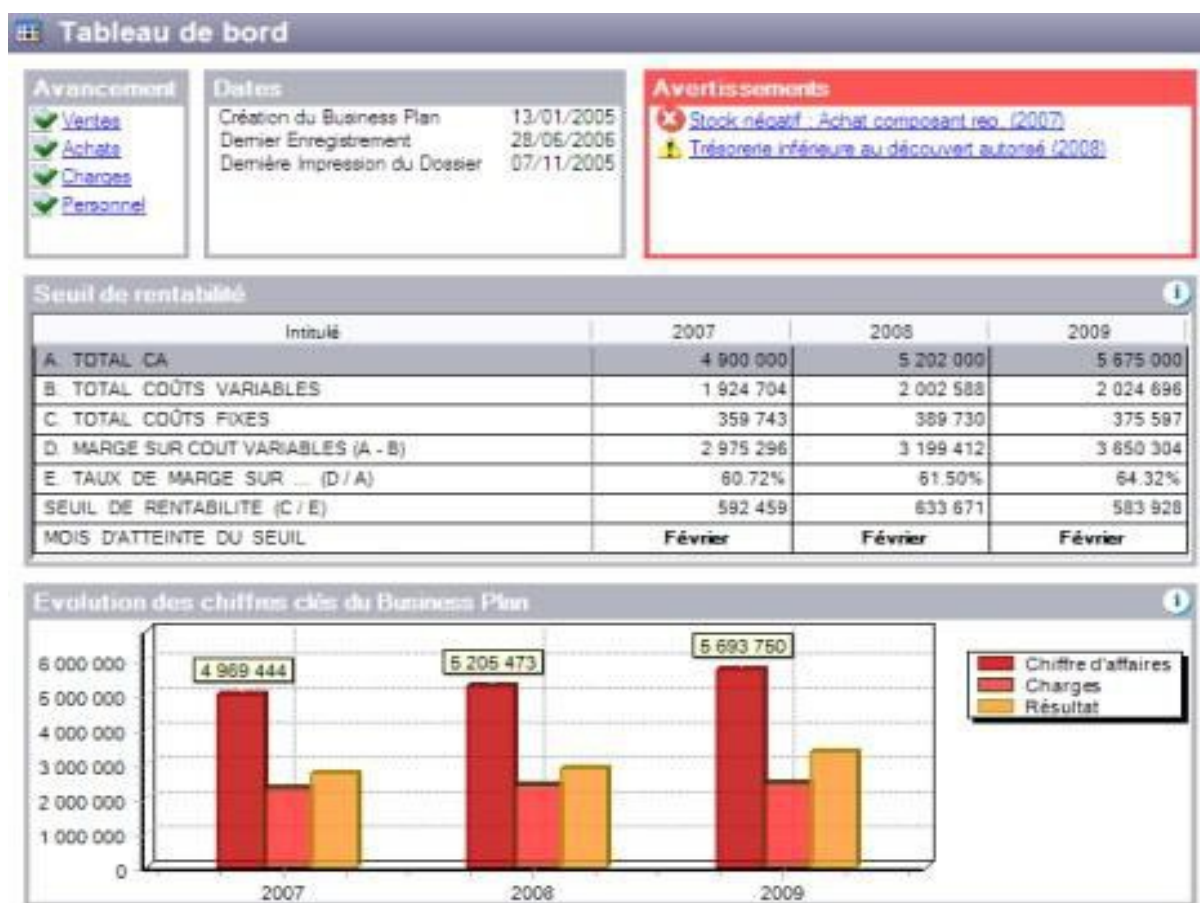 Tableau de bord
Avancement
Ventes
Achats
Charges
Personnel
Dates
Création du Business Plan 13/01/2005
Dernier Enregistrement 28/06/2006
Dernière Impression du Dossier 07/11/2005
Avertissements
Stock négatif : Achat composant rep. (2007)
Trésorerie inférieure au découvert autorisé (2008)
Seuil de rentabilité
Intitulé 2007 2008 2009
A. TOTAL CA 4 900 000 5 202 000 5 675 000
B. TOTAL COÛTS VARIABLES 1 924 704 2 002 588 2 024 696
C. TOTAL COÛTS FIXES 359 743 389 730 375 597
D. MARGE SUR COUT VARIABLES (A - B) 2 975 296 3 199 412 3 650 304
E. TAUX DE MARGE SUR ... (D / A) 60.72% 61.50% 64.32%
SEUIL DE RENTABILITE (C / E) 592 459 633 671 583 928
MOIS D'ATTEINTE DU SEUIL Février Février Février
Evolution des chiffres clés du Business Plan
6 000 000
5 000 000
4 000 000
3 000 000
2 000 000
1 000 000
0
4 969 444
5 205 473
5 693 750
2007 2008 2009
Chiffre d'affaires
Charges
Résultat